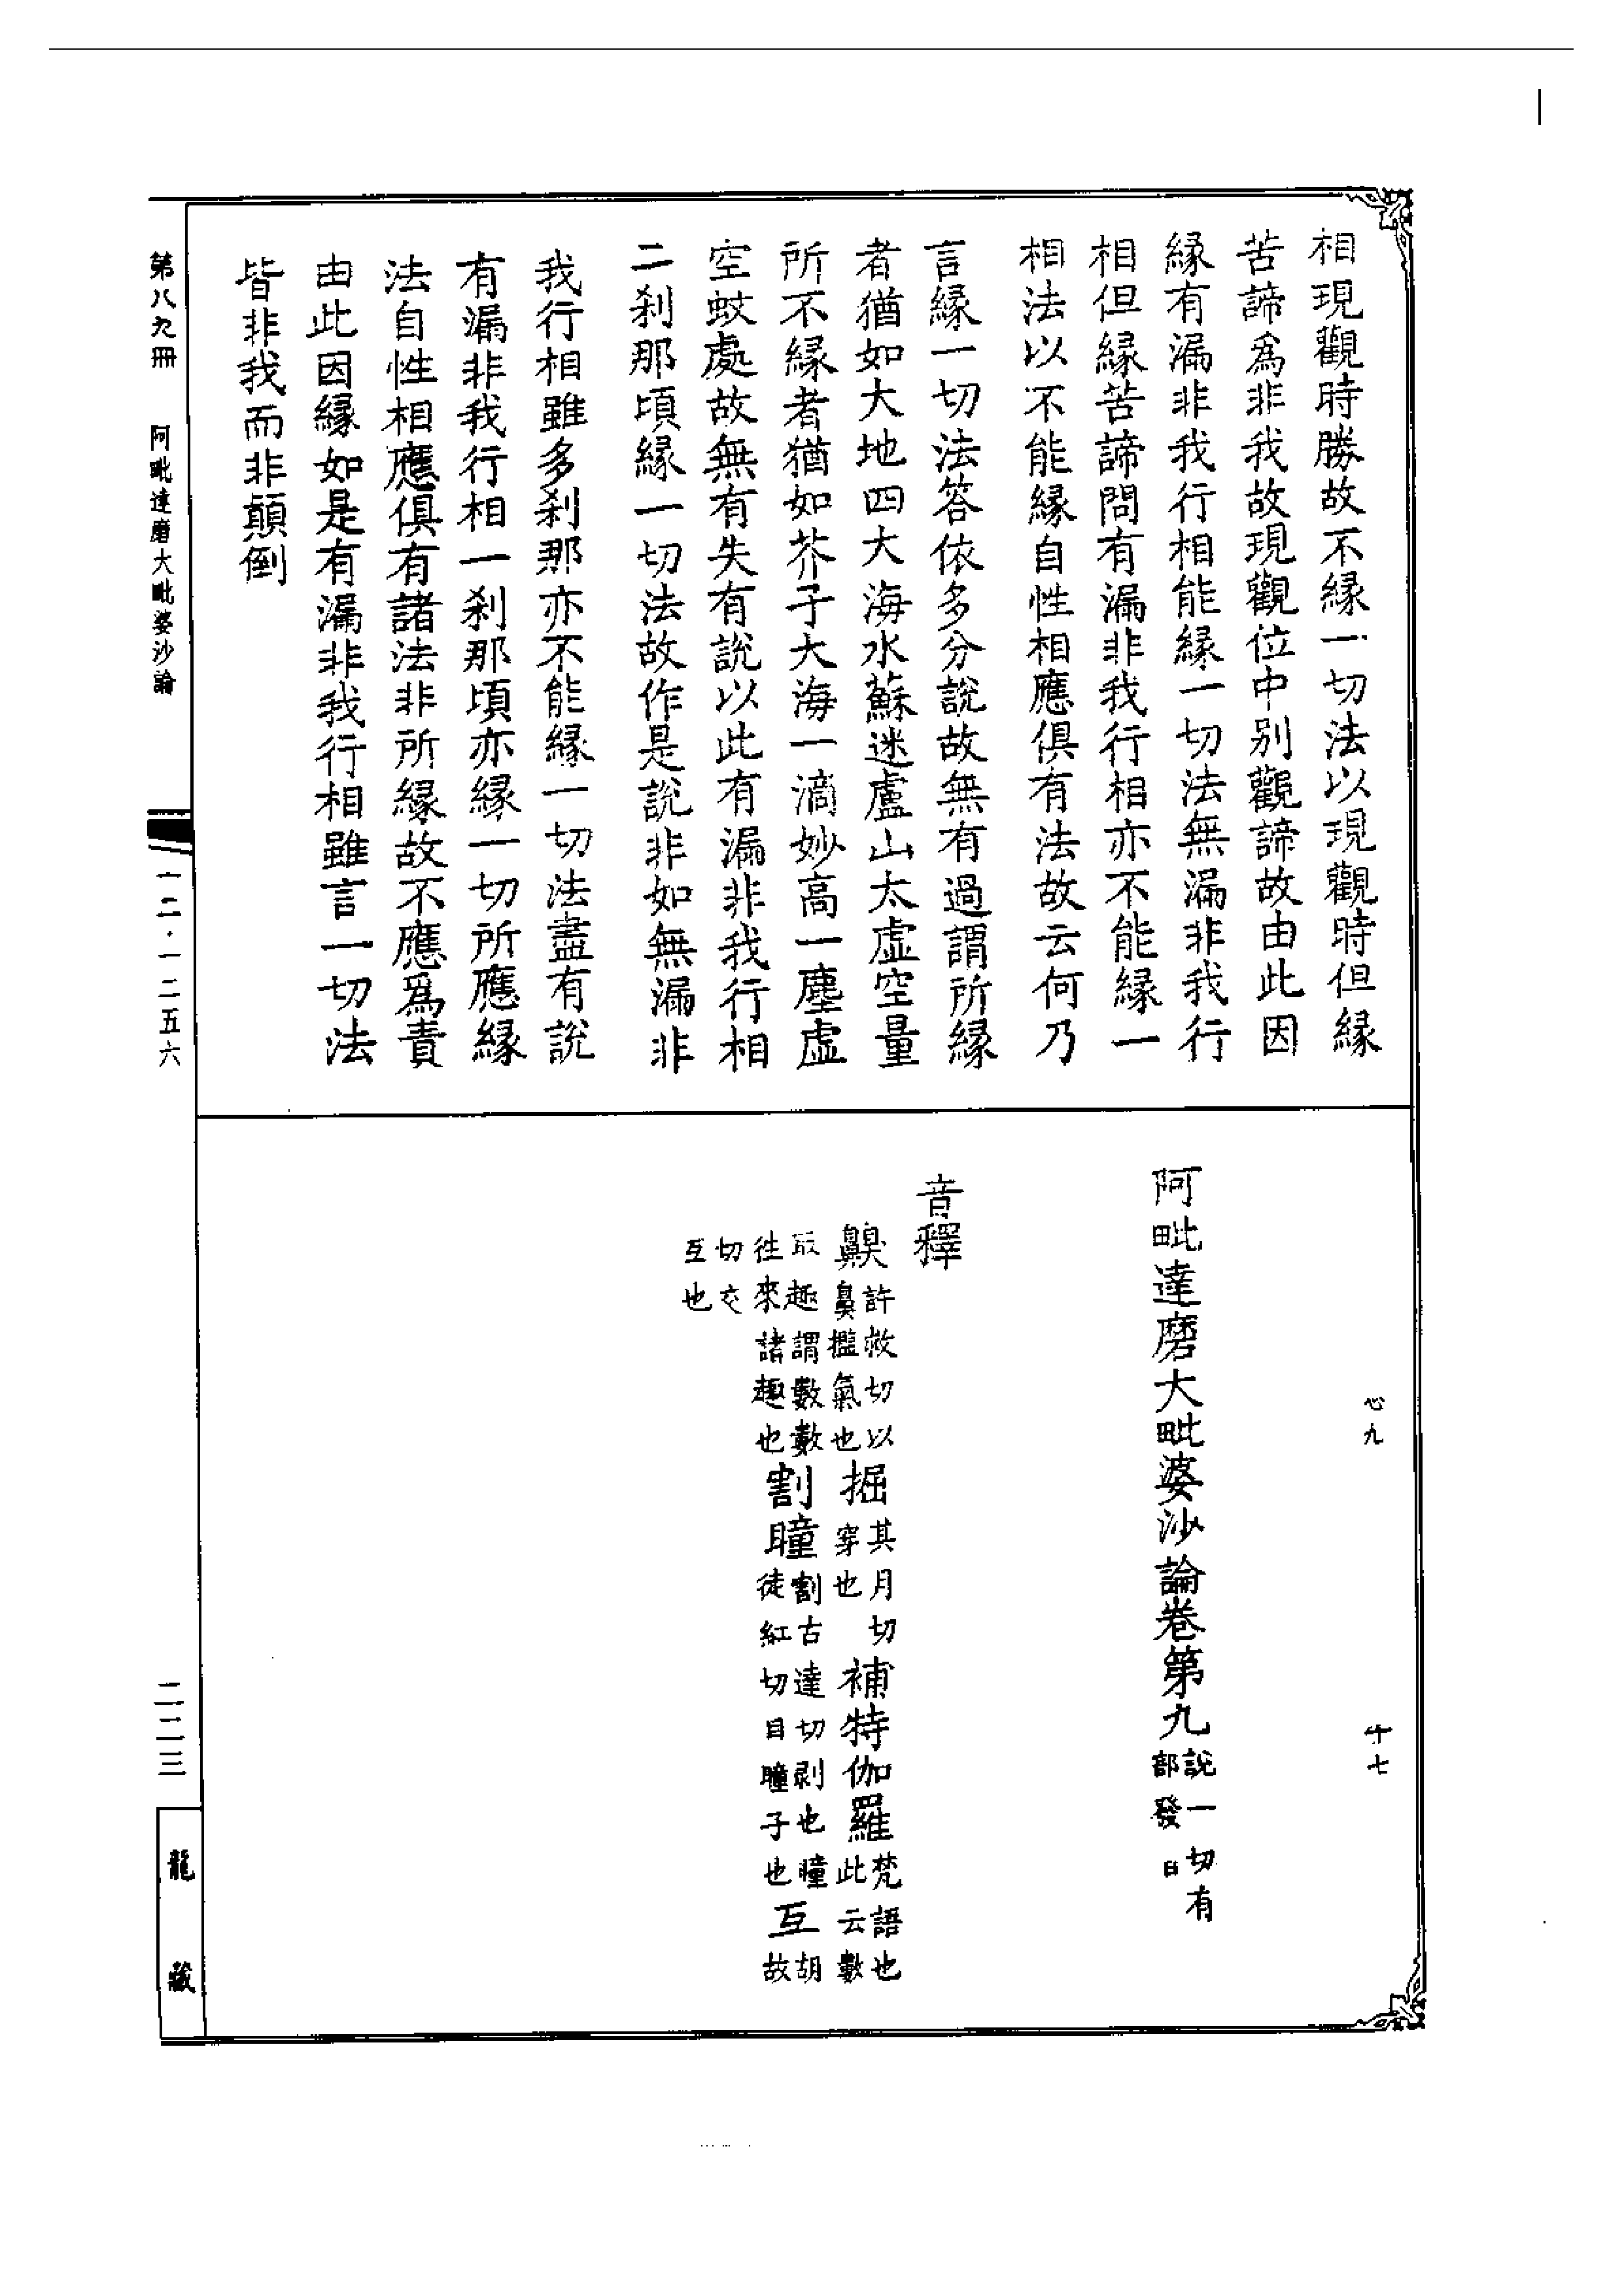 相現觀時勝故不緣一切法以現觀時但緣
苦諦爲非我故現觀位中别觀諦故由此因
緣有漏非我行相能緣一切法無漏非我行
相但緣苦諦問有漏非我行相亦不能緣一
相法以不能緣自性相應俱有法故云何乃
言緣一切法答依多分說故無有過謂所緣
者猶如大地四大海水蘇迷盧山太虛空量
所不緣者猶如芥子大海一滴妙高一塵虛
空蚊處故無有失有說以此有漏非我行相
二刹那頃緣一切法故作是說非如無漏非
我行相雖多刹那亦不能緣一切法盡有說
有漏非我行相一刹那頃亦緣一切所應緣
法自性相應俱有諸法非所緣故不應爲責
由此因緣如是有漏非我行相雖言一切法
皆非我而非顛倒
心九
十七
阿毗達磨大毗婆沙論卷第九說一切有部發日
音釋
齅許救切以鼻𢭏氣也 掘其月切穿也 補特伽羅梵語也此云數
取趣謂數數往來諸趣也 割瞳割古達切剥也瞳徒紅切目瞳子也 互胡故
切交互也
第八九冊 阿毗達磨大毗婆沙論
一二·一二五六
二二三
龍藏